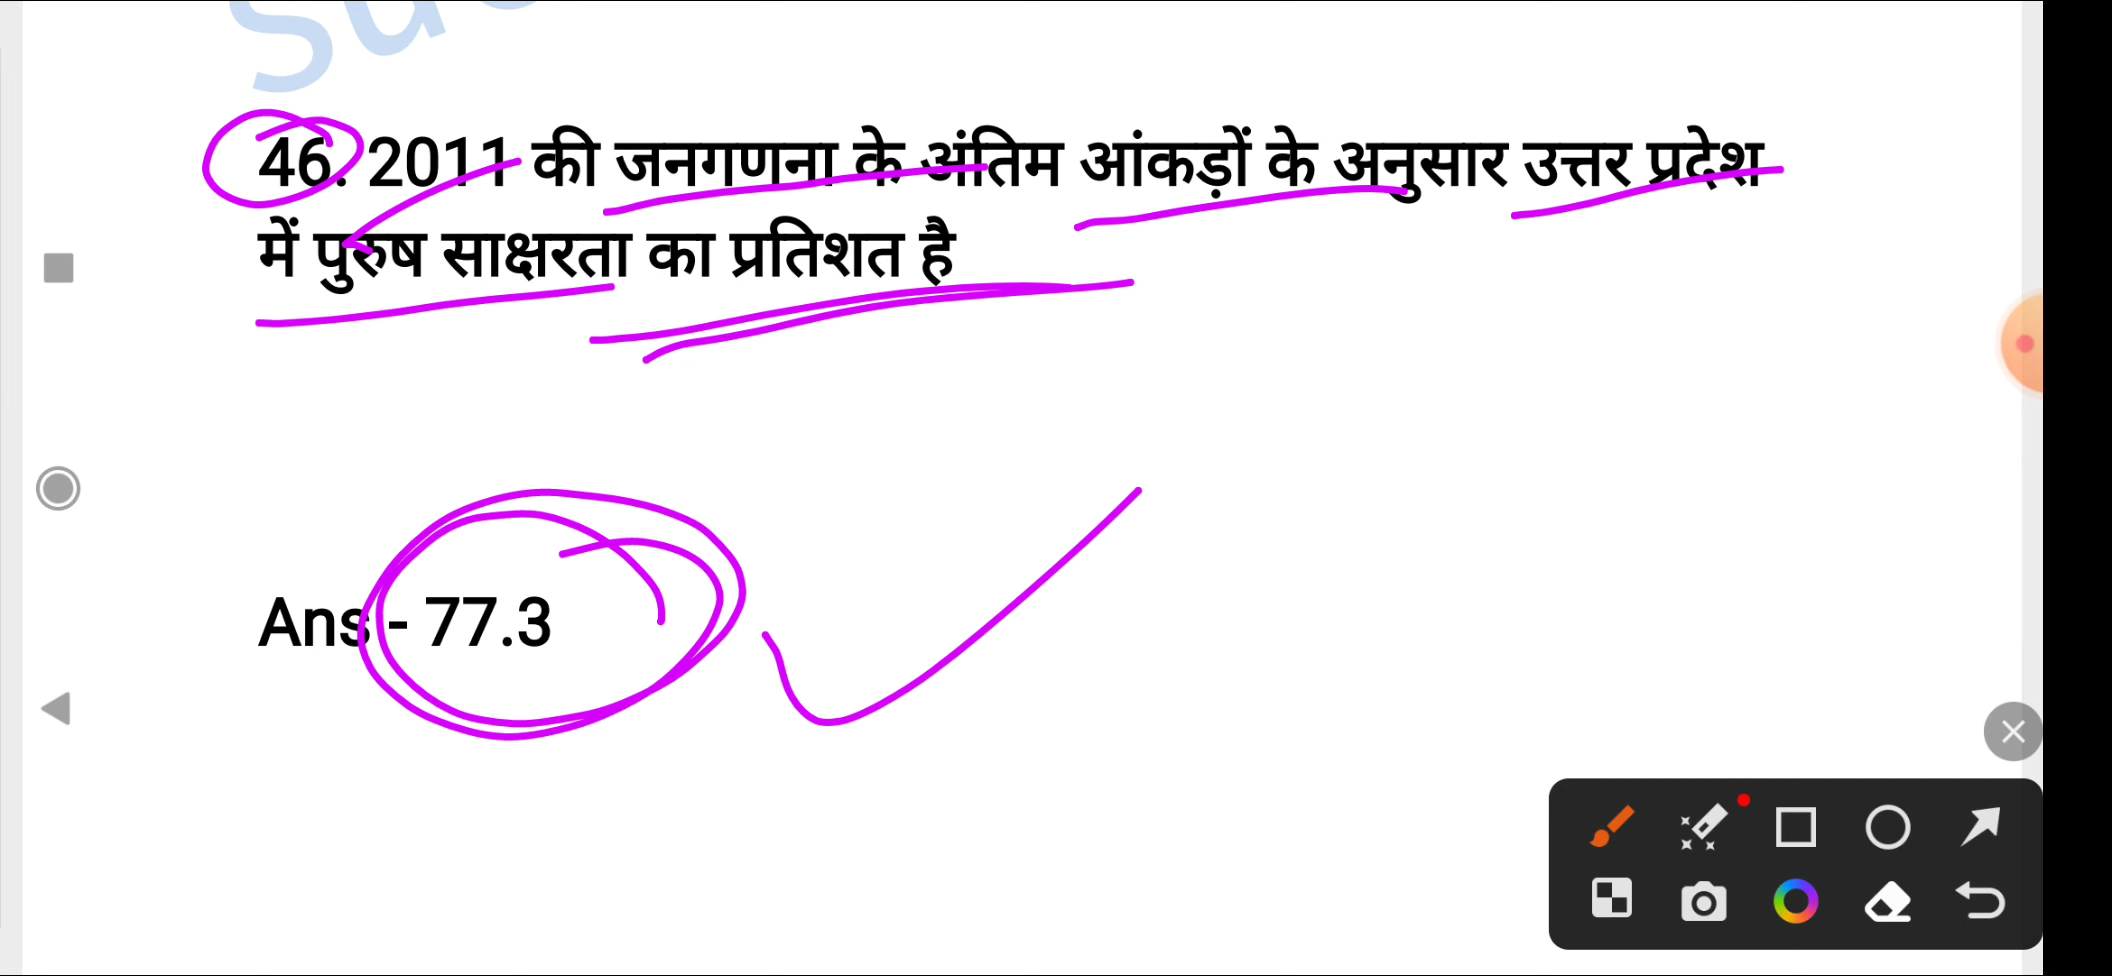 46. 2011 की जनगणना के अंतिम आंकड़ों के अनुसार उत्तर प्रदेश
में पुरुष साक्षरता का प्रतिशत है
Ans - 77.3